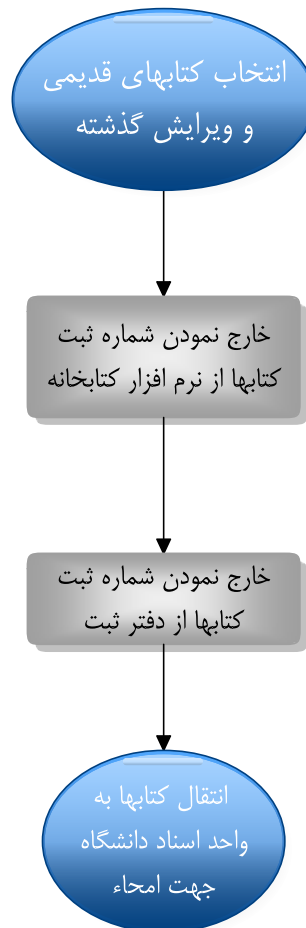 انتخاب کتابهای قدیمی
و ویرایش گذشته
خارج نمودن شماره ثبت
کتابها از نرم افزار کتابخانه
خارج نمودن شماره ثبت
کتابها از دفتر ثبت
انتقال کتابها به
واحد اسناد دانشگاه
جهت امحاء